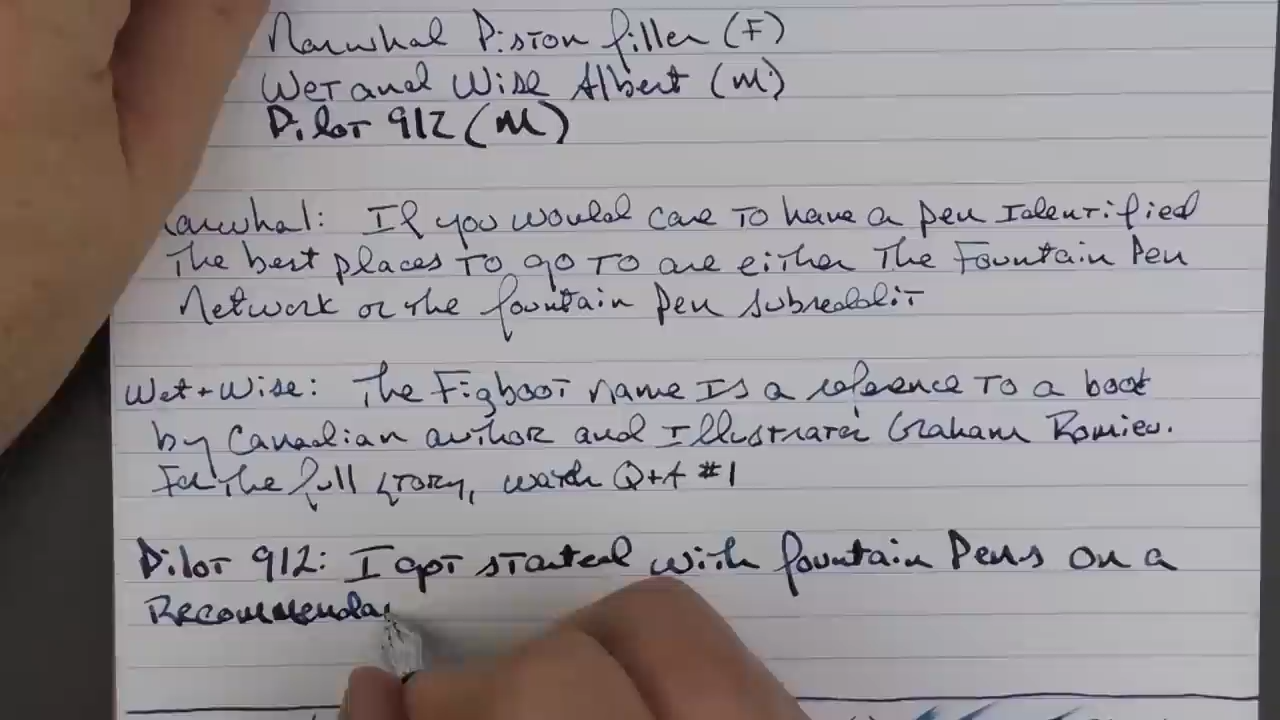 Narwhal Piston filler (F)
Wet and Wise Albert (M)
Pilot 912 (M)
arwhal: If you would care to have a pen Identified
The best places to go to are either The Fountain Pen
Network or the fountain Pen subreddit
Wet + Wise: The Figboot name Is a reference to a book
by Canadian author and Illustrator Graham Romieu.
For the full story, watch Q+A #1
Pilot 912: I got started with fountain Pens on a
Recommenda